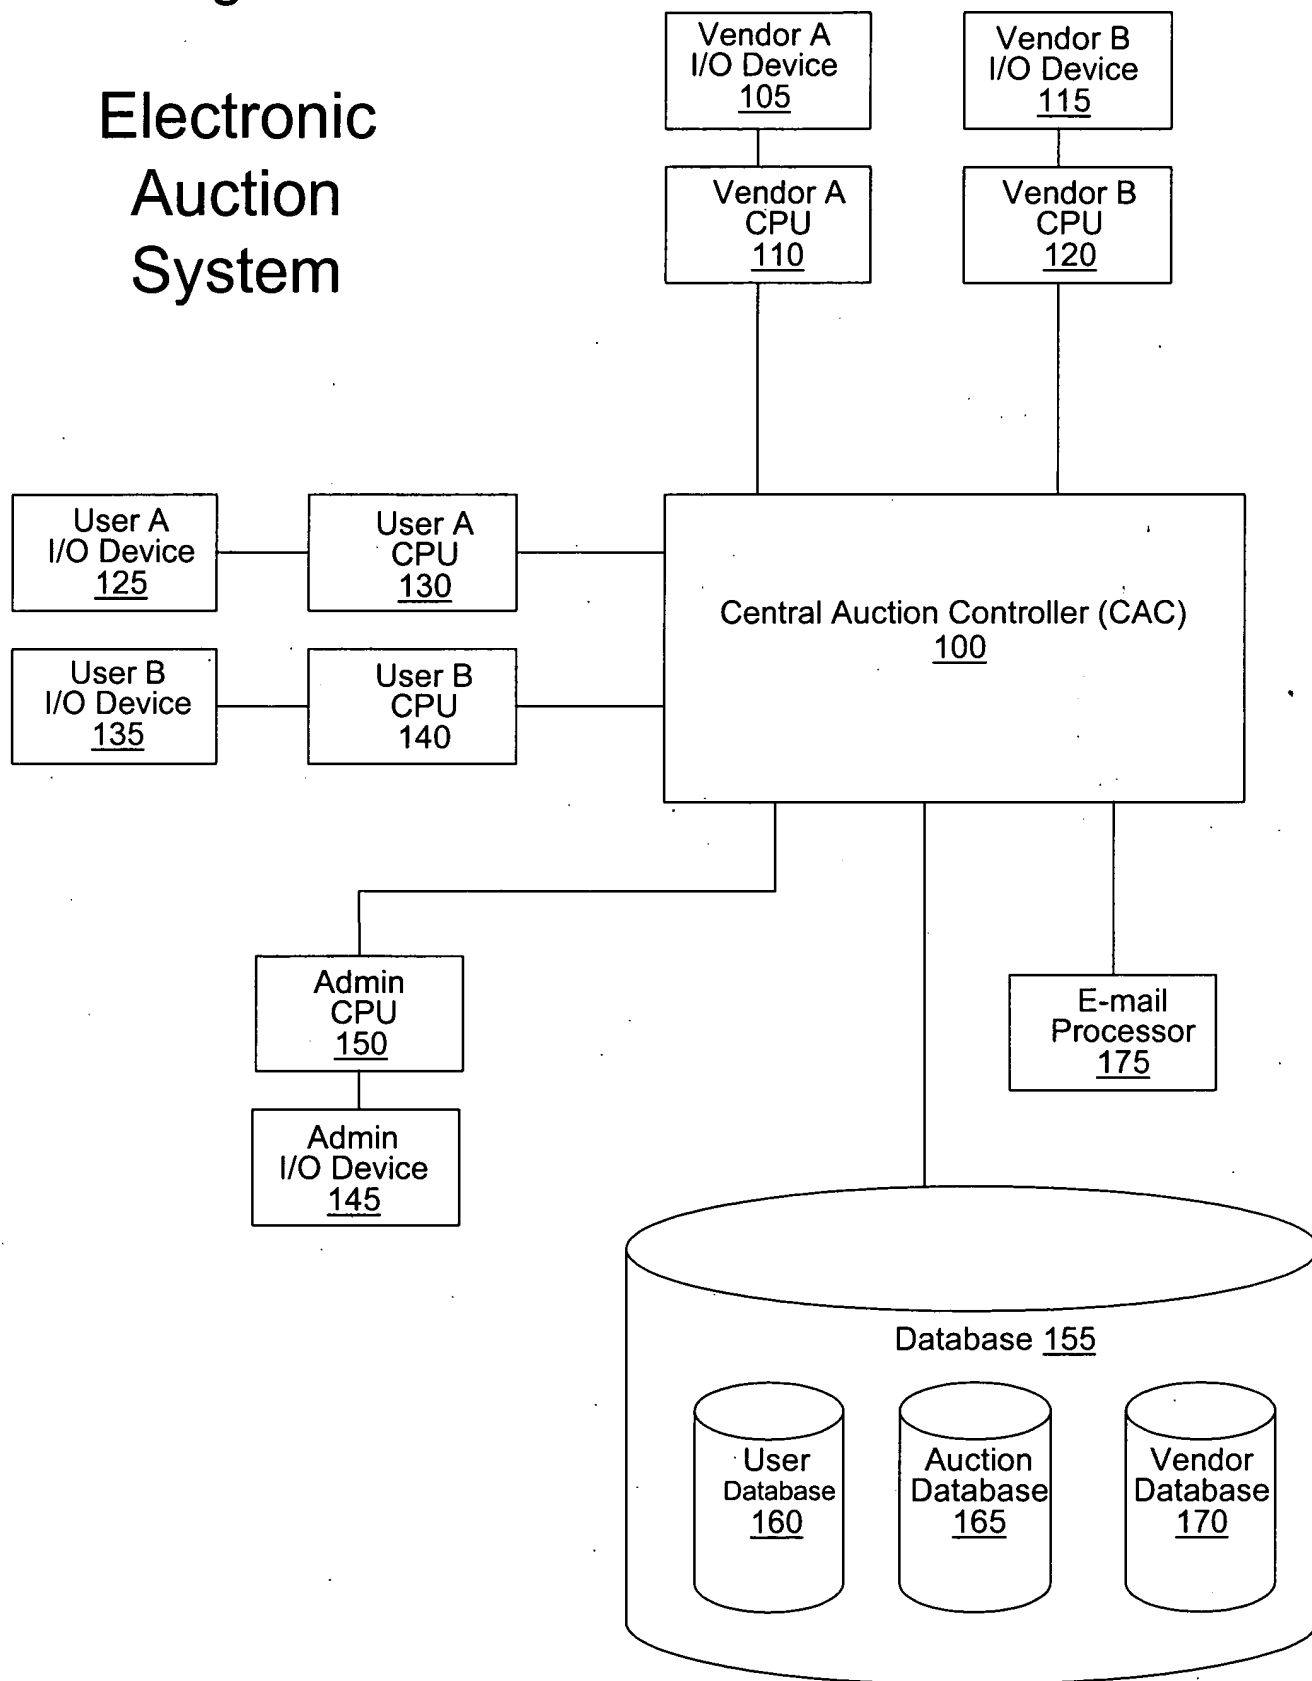 Electronic
Auction
System
Vendor A
I/O Device
105
Vendor B
I/O Device
115
Vendor A
CPU
110
Vendor B
CPU
120
User A
I/O Device
125
User A
CPU
130
Central Auction Controller (CAC)
100
User B
I/O Device
135
User B
CPU
140
Admin
CPU
150
E-mail
Processor
175
Admin
I/O Device
145
Database 155
User
Database
160
Auction
Database
165
Vendor
Database
170